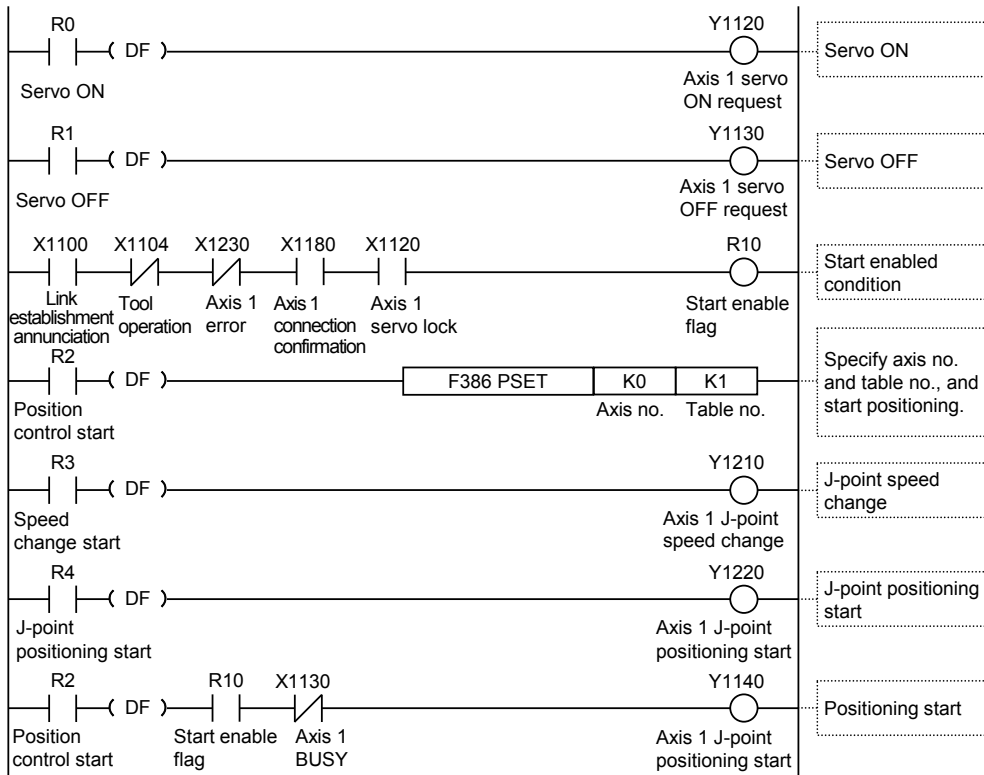 R0
Y1120
( DF )
Servo ON
Servo ON
Axis 1 servo
ON request
R1
Y1130
( DF )
Servo OFF
Servo OFF
Axis 1 servo
OFF request
X1100 X1104 X1230 X1180 X1120
R10
Start enabled
condition
Link
establishment
annunciation
Tool
operation
Axis 1
error
Axis 1
connection
confirmation
Axis 1
servo lock
Start enable
flag
R2
( DF )
F386 PSET K0 K1
Specify axis no.
and table no., and
start positioning.
Position
control start
Axis no. Table no.
R3
Y1210
( DF )
J-point speed
change
Speed
change start
Axis 1 J-point
speed change
R4
Y1220
( DF )
J-point positioning
start
J-point
positioning start
Axis 1 J-point
positioning start
R2 R10 X1130
Y1140
( DF )
Positioning start
Position
control start
Start enable
flag
Axis 1
BUSY
Axis 1 J-point
positioning start